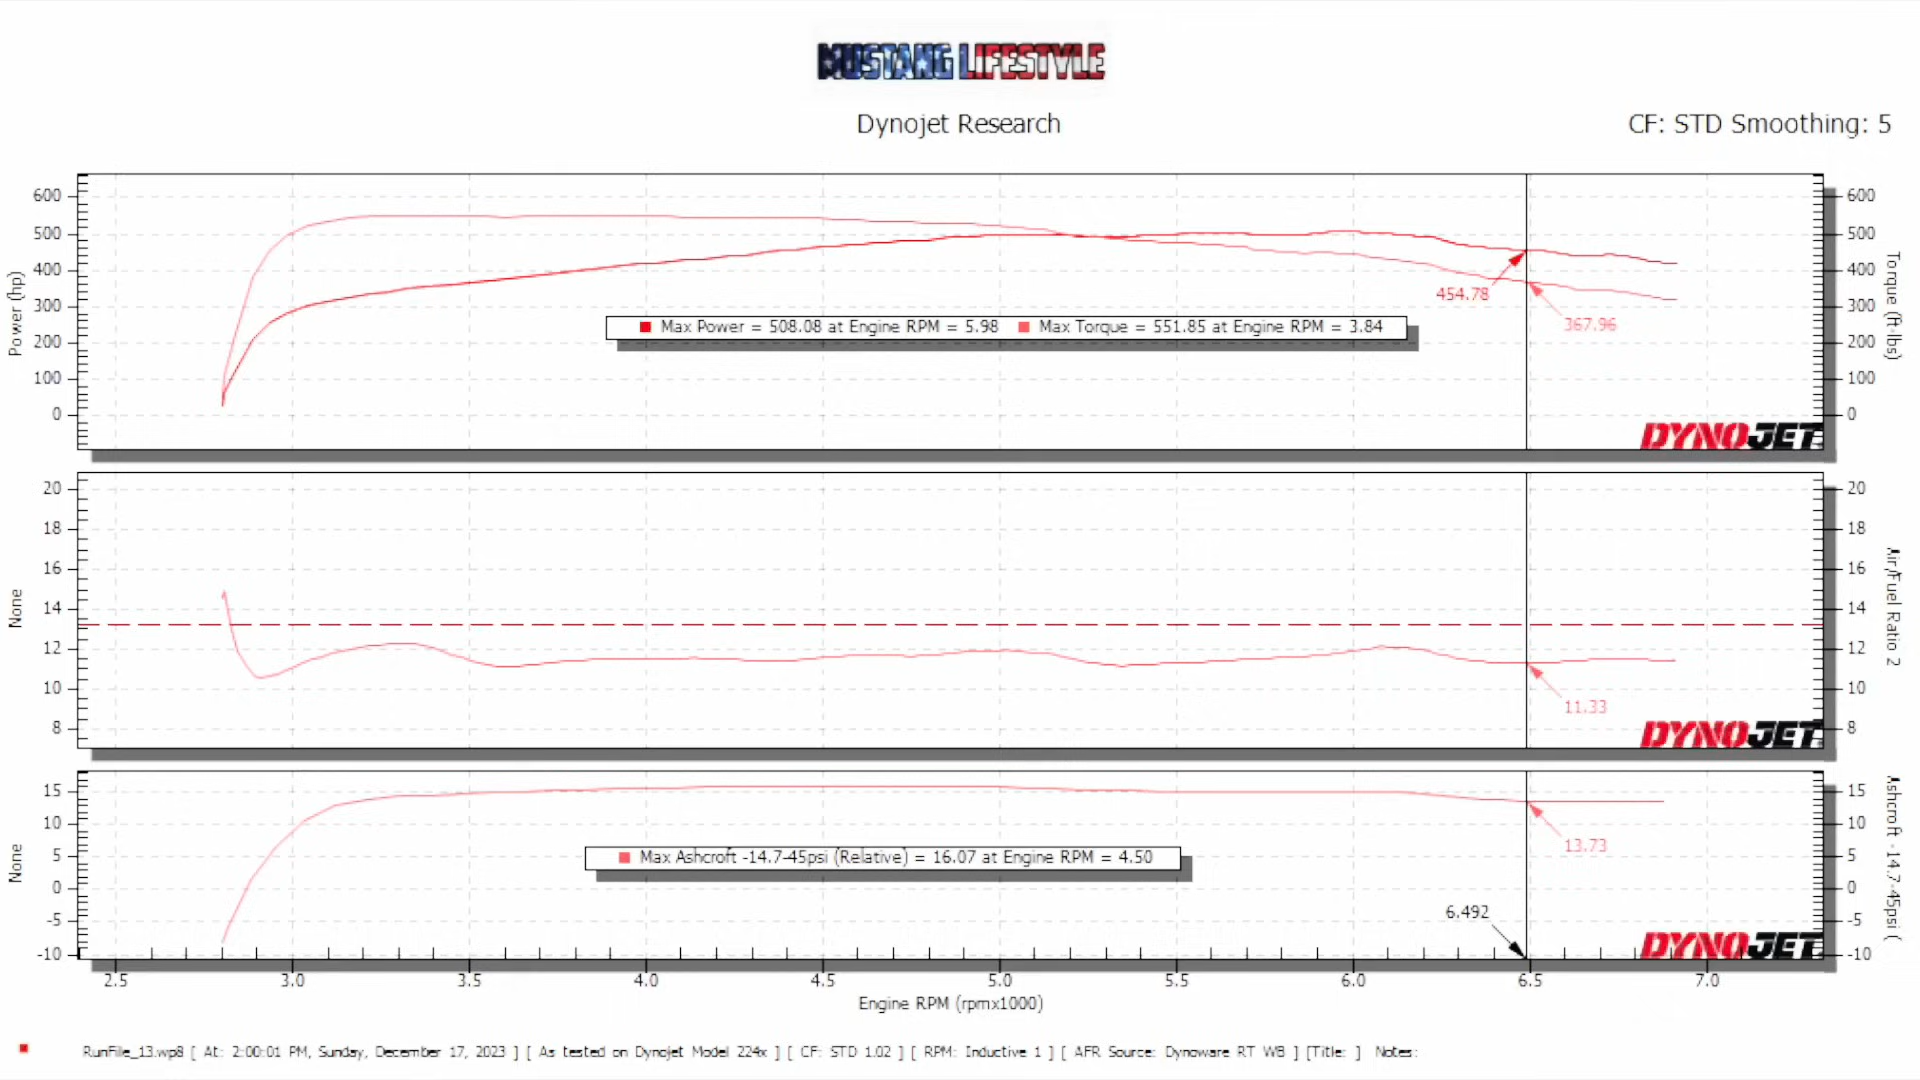 MUSTANG LIFESTYLE
Dynojet Research
CF: STD Smoothing: 5
Power (hp)
600
500
400
300
200
100
0
Max Power = 508.08 at Engine RPM = 5.98 Max Torque = 551.85 at Engine RPM = 3.84
454.78
367.96
600
500
400
300
200
100
0
Torque (ft-lbs)
DYNOJET
None
20
18
16
14
12
10
8
11.33
20
18
16
14
12
10
8
Air/Fuel Ratio 2
DYNOJET
None
15
10
5
0
-5
-10
Max Ashcroft -14.7-45psi (Relative) = 16.07 at Engine RPM = 4.50
13.73
6.492
15
10
5
0
-5
-10
Ashcroft -14.7-45psi (
DYNOJET
2.5 3.0 3.5 4.0 4.5 5.0 5.5 6.0 6.5 7.0
Engine RPM (rpmx1000)
RunFile_13.wp8 [ At: 2:00:01 PM, Sunday, December 17, 2023 ] [ As tested on Dynojet Model 224x ] [ CF: STD 1.02 ] [ RPM: Inductive 1 ] [ AFR Source: Dynoware RT WB ] [Title: ] Notes: